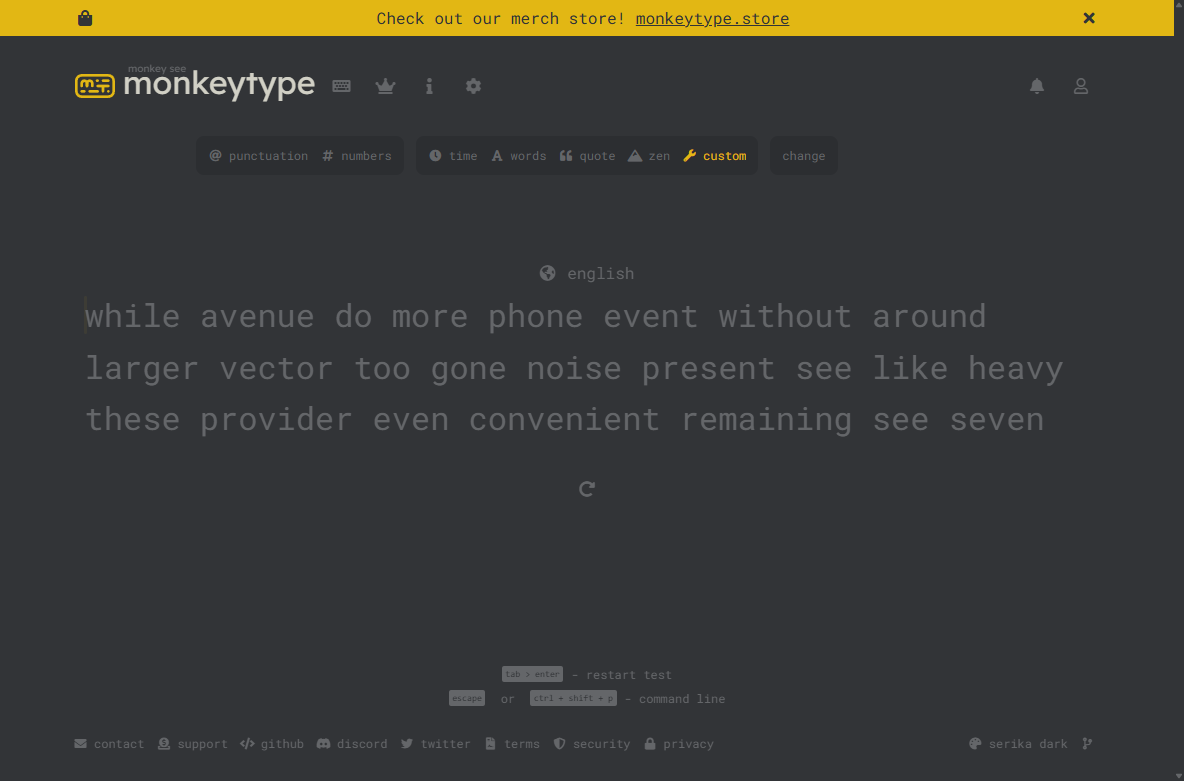 Check out our merch store! monkeytype.store
monkey see
monkeytype
@ punctuation # numbers time A words quote zen custom change
english
while avenue do more phone event without around
larger vector too gone noise present see like heavy
these provider even convenient remaining see seven
tab > enter - restart test
escape or ctrl + shift + p - command line
contact support github discord twitter terms security privacy serika dark